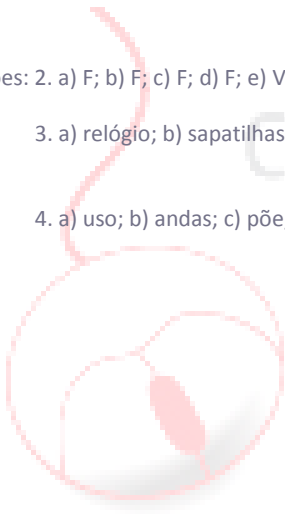 es: 2. a) F; b) F; c) F; d) F; e) V
3. a) relógio; b) sapatilhas
4. a) uso; b) andas; c) põe